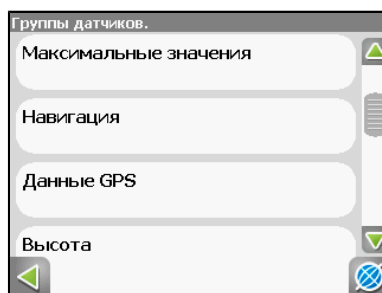 Группы датчиков.
Максимальные значения
Навигация
Данные GPS
Высота